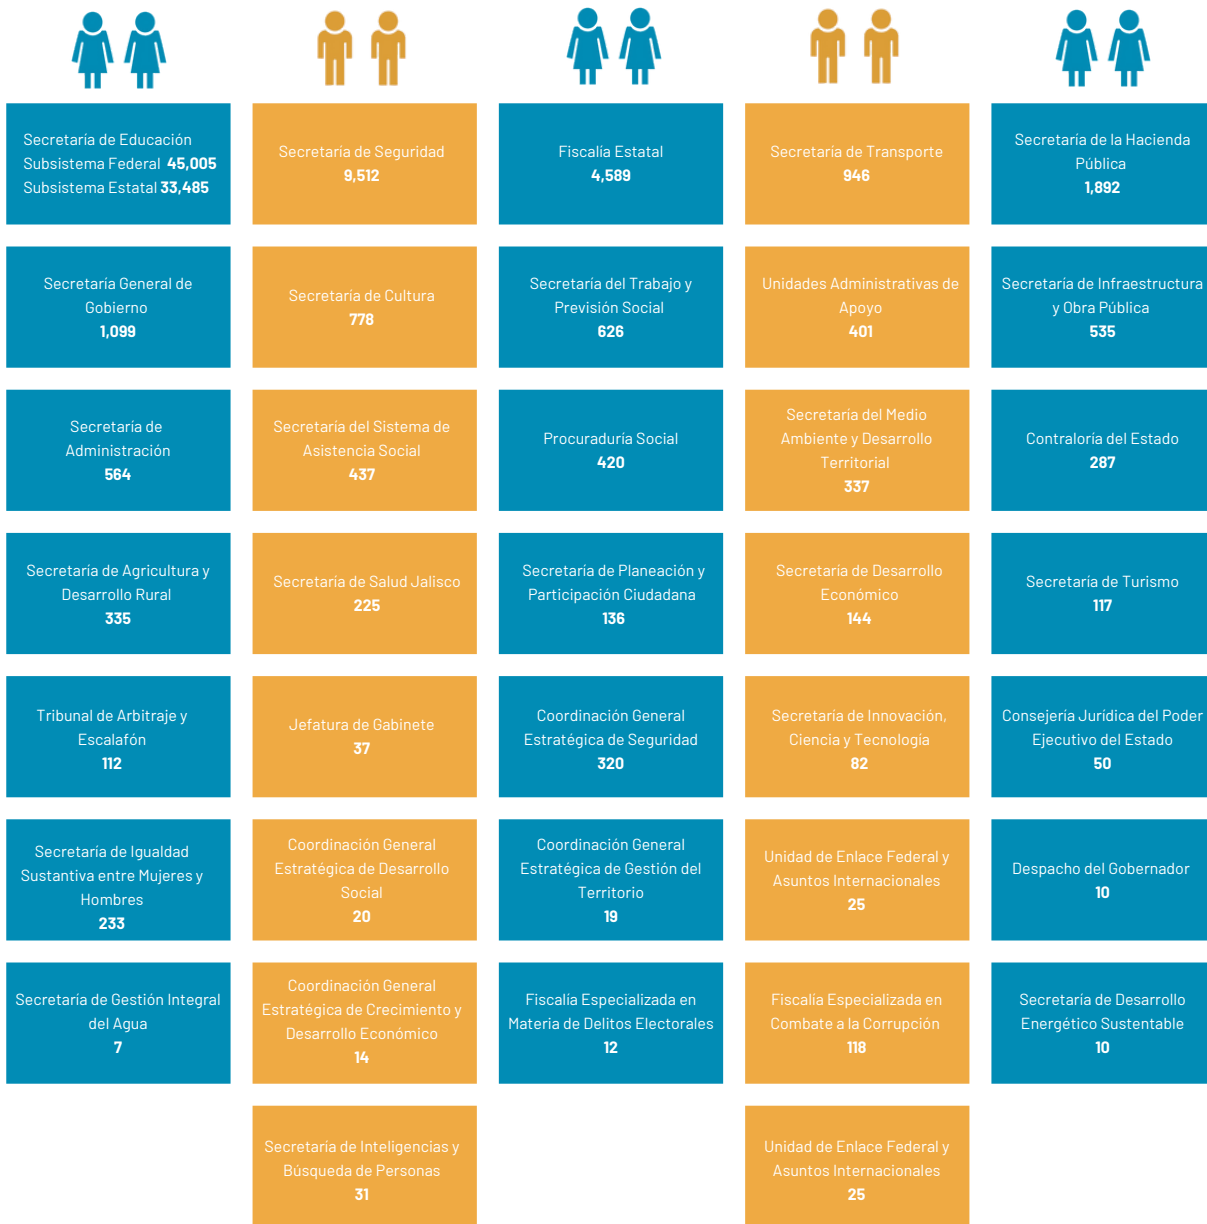 Secretaría de Educación
Subsistema Federal 45,005
Subsistema Estatal 33,485
Secretaría de Seguridad
9,512
Fiscalía Estatal
4,589
Secretaría de Transporte
946
Secretaría de la Hacienda
Pública
1,892
Secretaría General de
Gobierno
1,099
Secretaría de Cultura
778
Secretaría del Trabajo y
Previsión Social
626
Unidades Administrativas de
Apoyo
401
Secretaría de Infraestructura
y Obra Pública
535
Secretaría de
Administración
564
Secretaría del Sistema de
Asistencia Social
437
Procuraduría Social
420
Secretaría del Medio
Ambiente y Desarrollo
Territorial
337
Contraloría del Estado
287
Secretaría de Agricultura y
Desarrollo Rural
335
Secretaría de Salud Jalisco
225
Secretaría de Planeación y
Participación Ciudadana
136
Secretaría de Desarrollo
Económico
144
Secretaría de Turismo
117
Tribunal de Arbitraje y
Escalafón
112
Jefatura de Gabinete
37
Coordinación General
Estratégica de Seguridad
320
Secretaría de Innovación,
Ciencia y Tecnología
82
Consejería Jurídica del Poder
Ejecutivo del Estado
50
Secretaría de Igualdad
Sustantiva entre Mujeres y
Hombres
233
Coordinación General
Estratégica de Desarrollo
Social
20
Coordinación General
Estratégica de Gestión del
Territorio
19
Unidad de Enlace Federal y
Asuntos Internacionales
25
Despacho del Gobernador
10
Secretaría de Gestión Integral
del Agua
7
Coordinación General
Estratégica de Crecimiento y
Desarrollo Económico
14
Fiscalía Especializada en
Materia de Delitos Electorales
12
Fiscalía Especializada en
Combate a la Corrupción
118
Secretaría de Desarrollo
Energético Sustentable
10
Secretaría de Inteligencias y
Búsqueda de Personas
31
Unidad de Enlace Federal y
Asuntos Internacionales
25